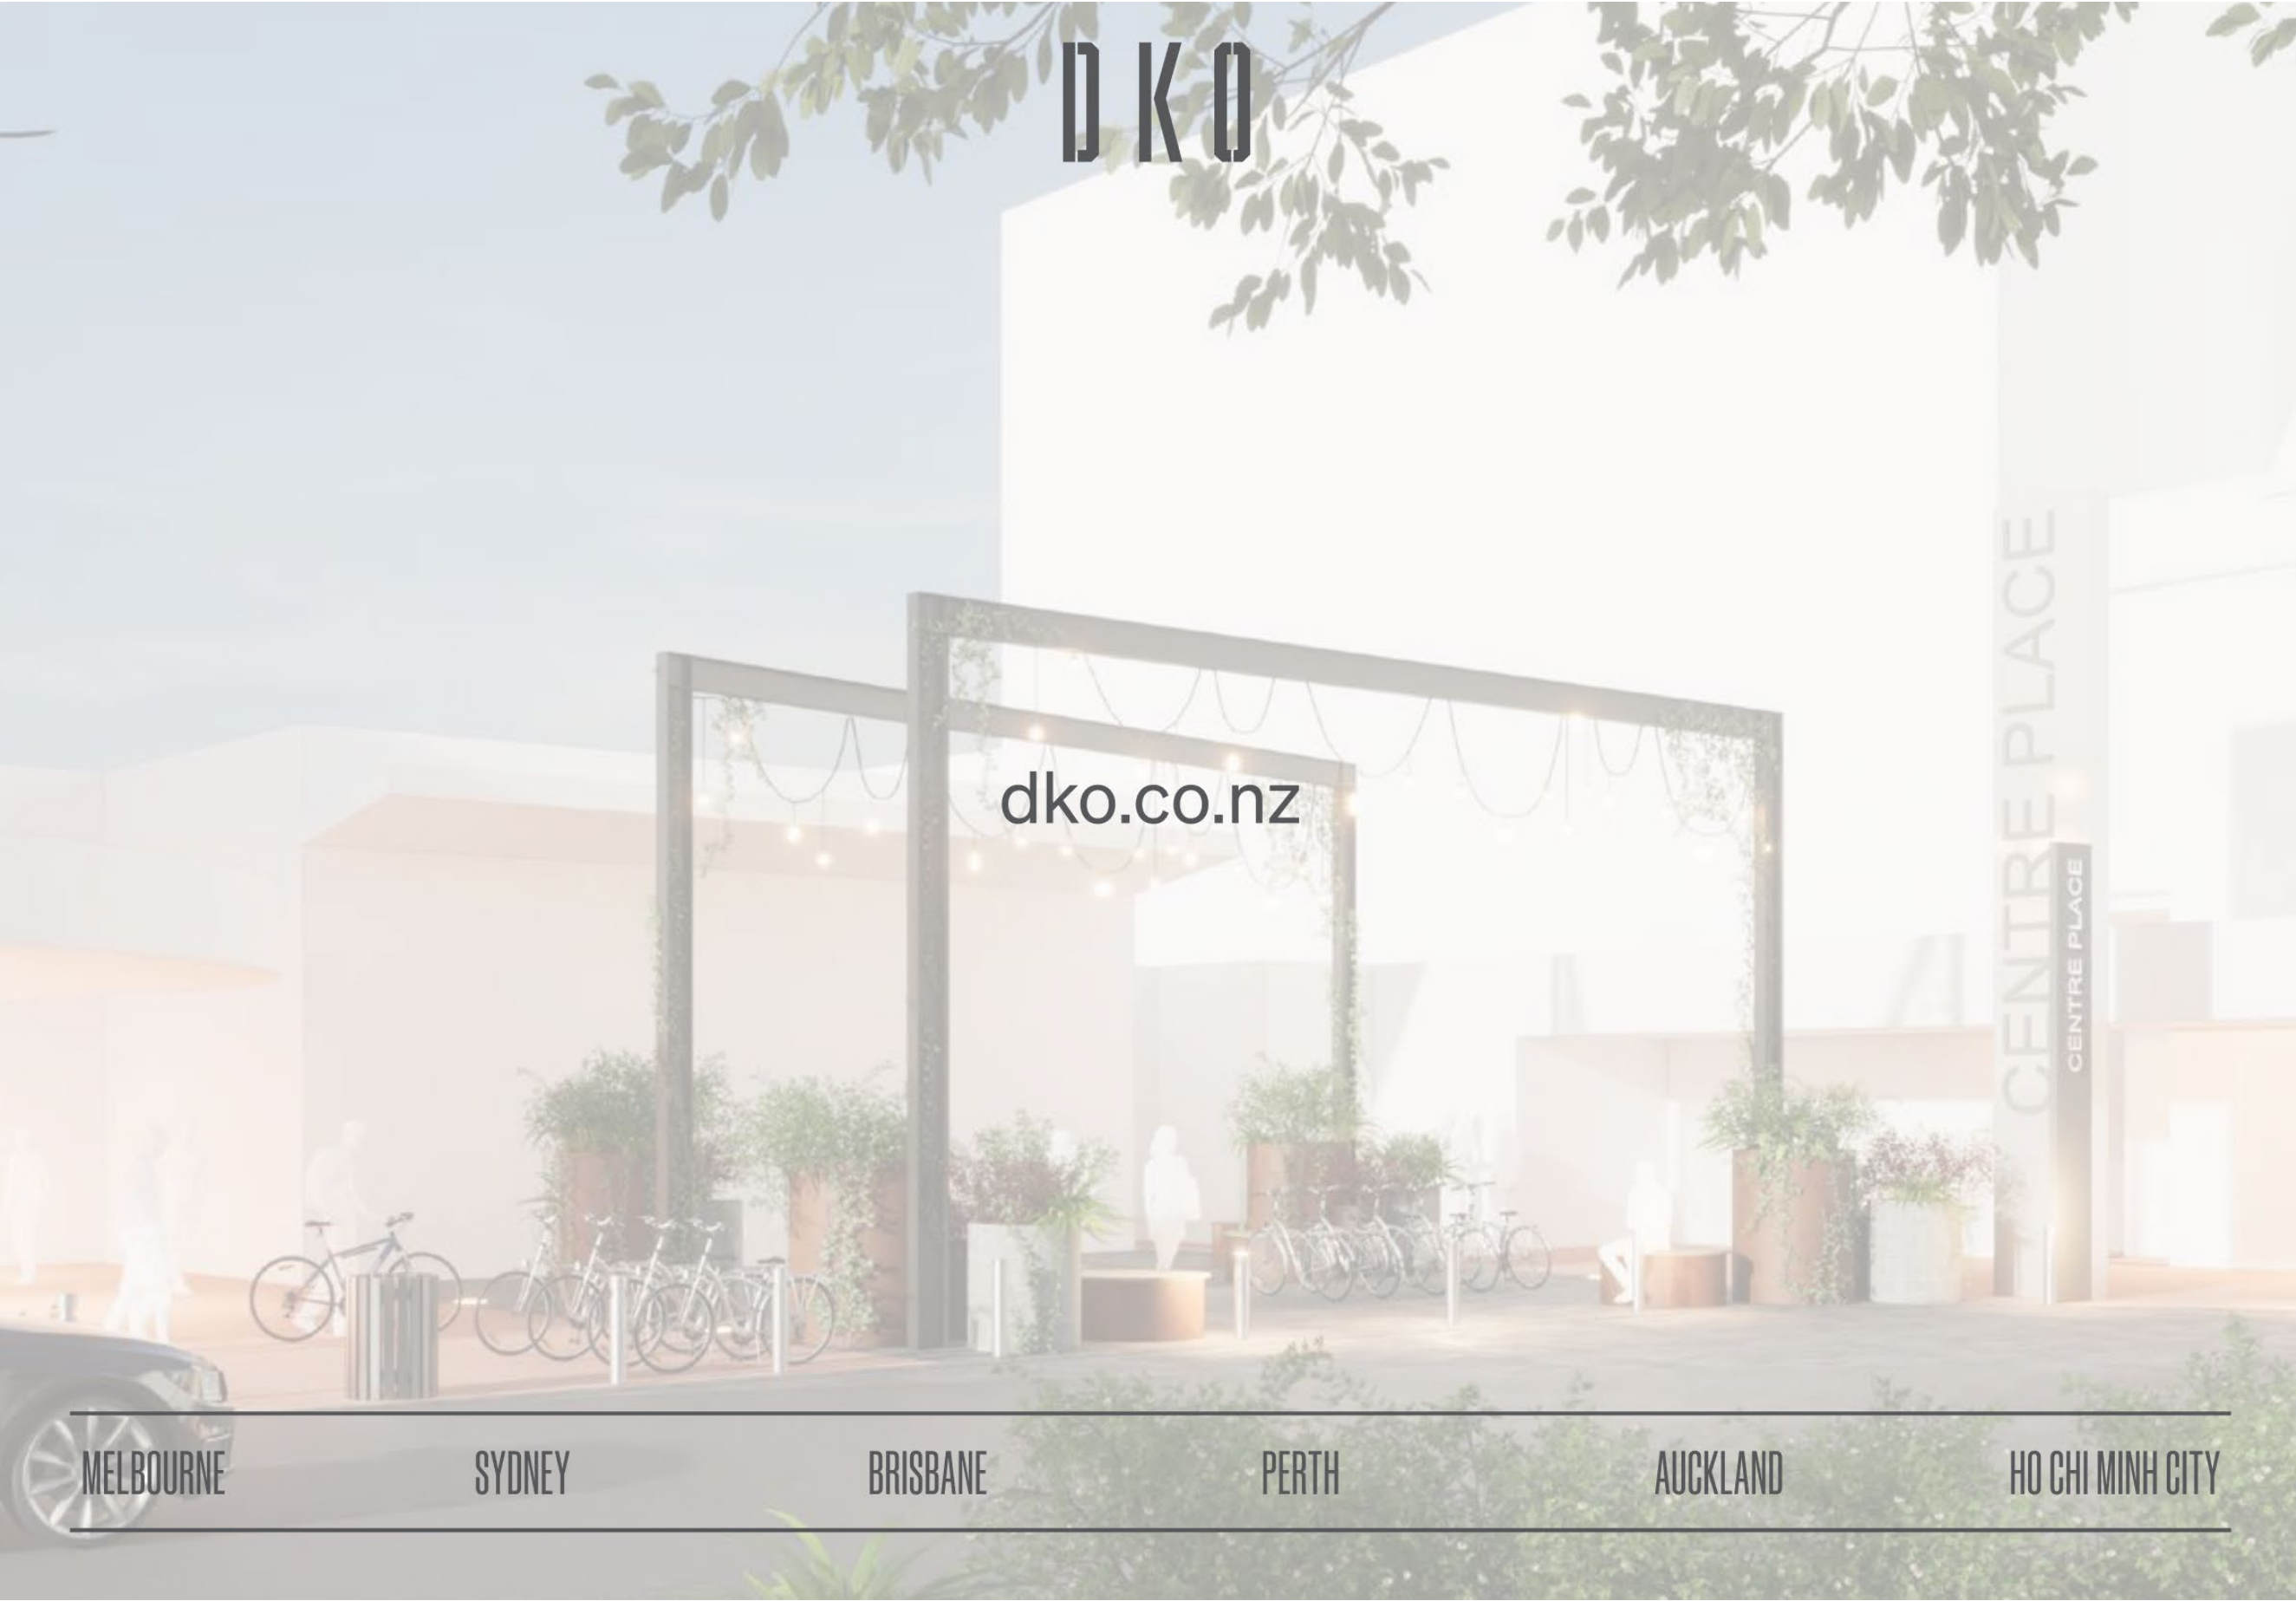 DKO
dko.co.nz
CENTRE PLACE
CENTRE PLACE
MELBOURNE SYDNEY BRISBANE PERTH AUCKLAND HO CHI MINH CITY